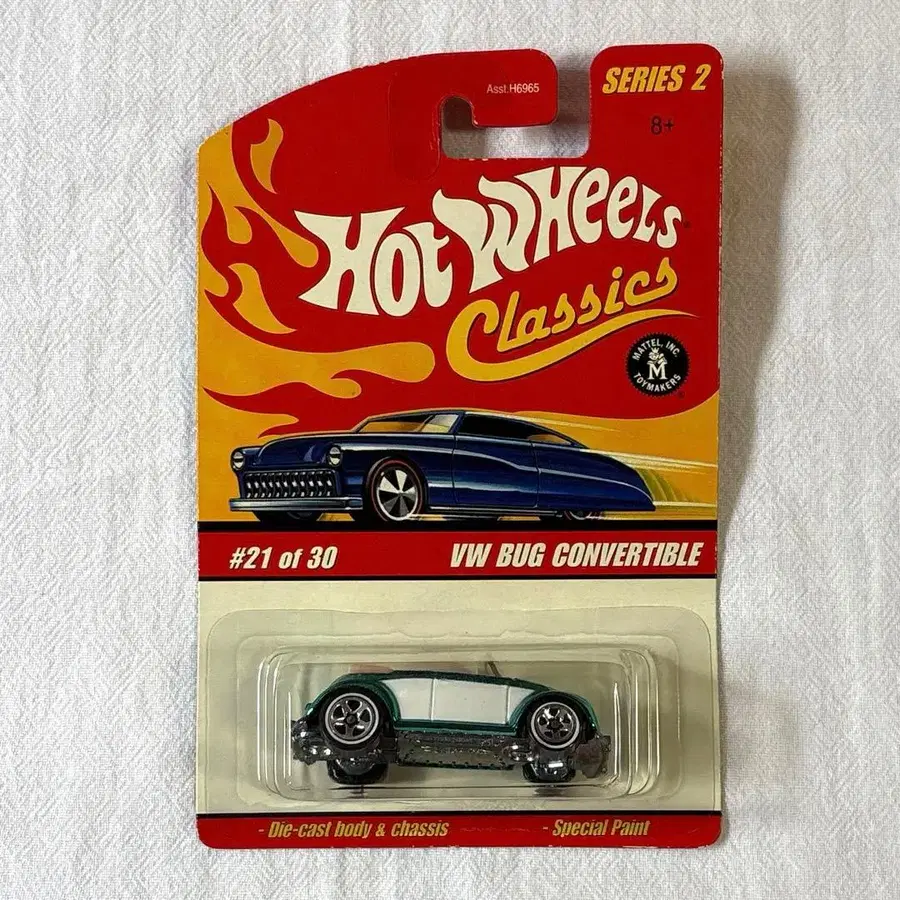 Asst.H6965
SERIES 2
8+
HOT WHEELS
Classics
MATTEL, INC.
M
TOYMAKERS
#21 of 30
VW BUG CONVERTIBLE
- Die-cast body & chassis
- Special Paint